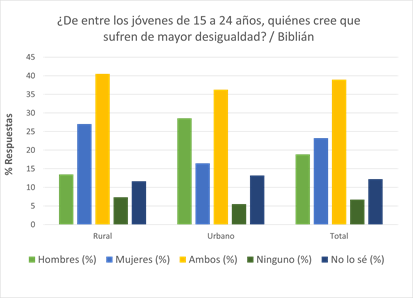 ¿De entre los jóvenes de 15 a 24 años, quiénes cree que
sufren de mayor desigualdad? / Biblián
% Respuestas
45
40
35
30
25
20
15
10
5
0
Rural Urbano Total
Hombres (%) Mujeres (%) Ambos (%) Ninguno (%) No lo sé (%)